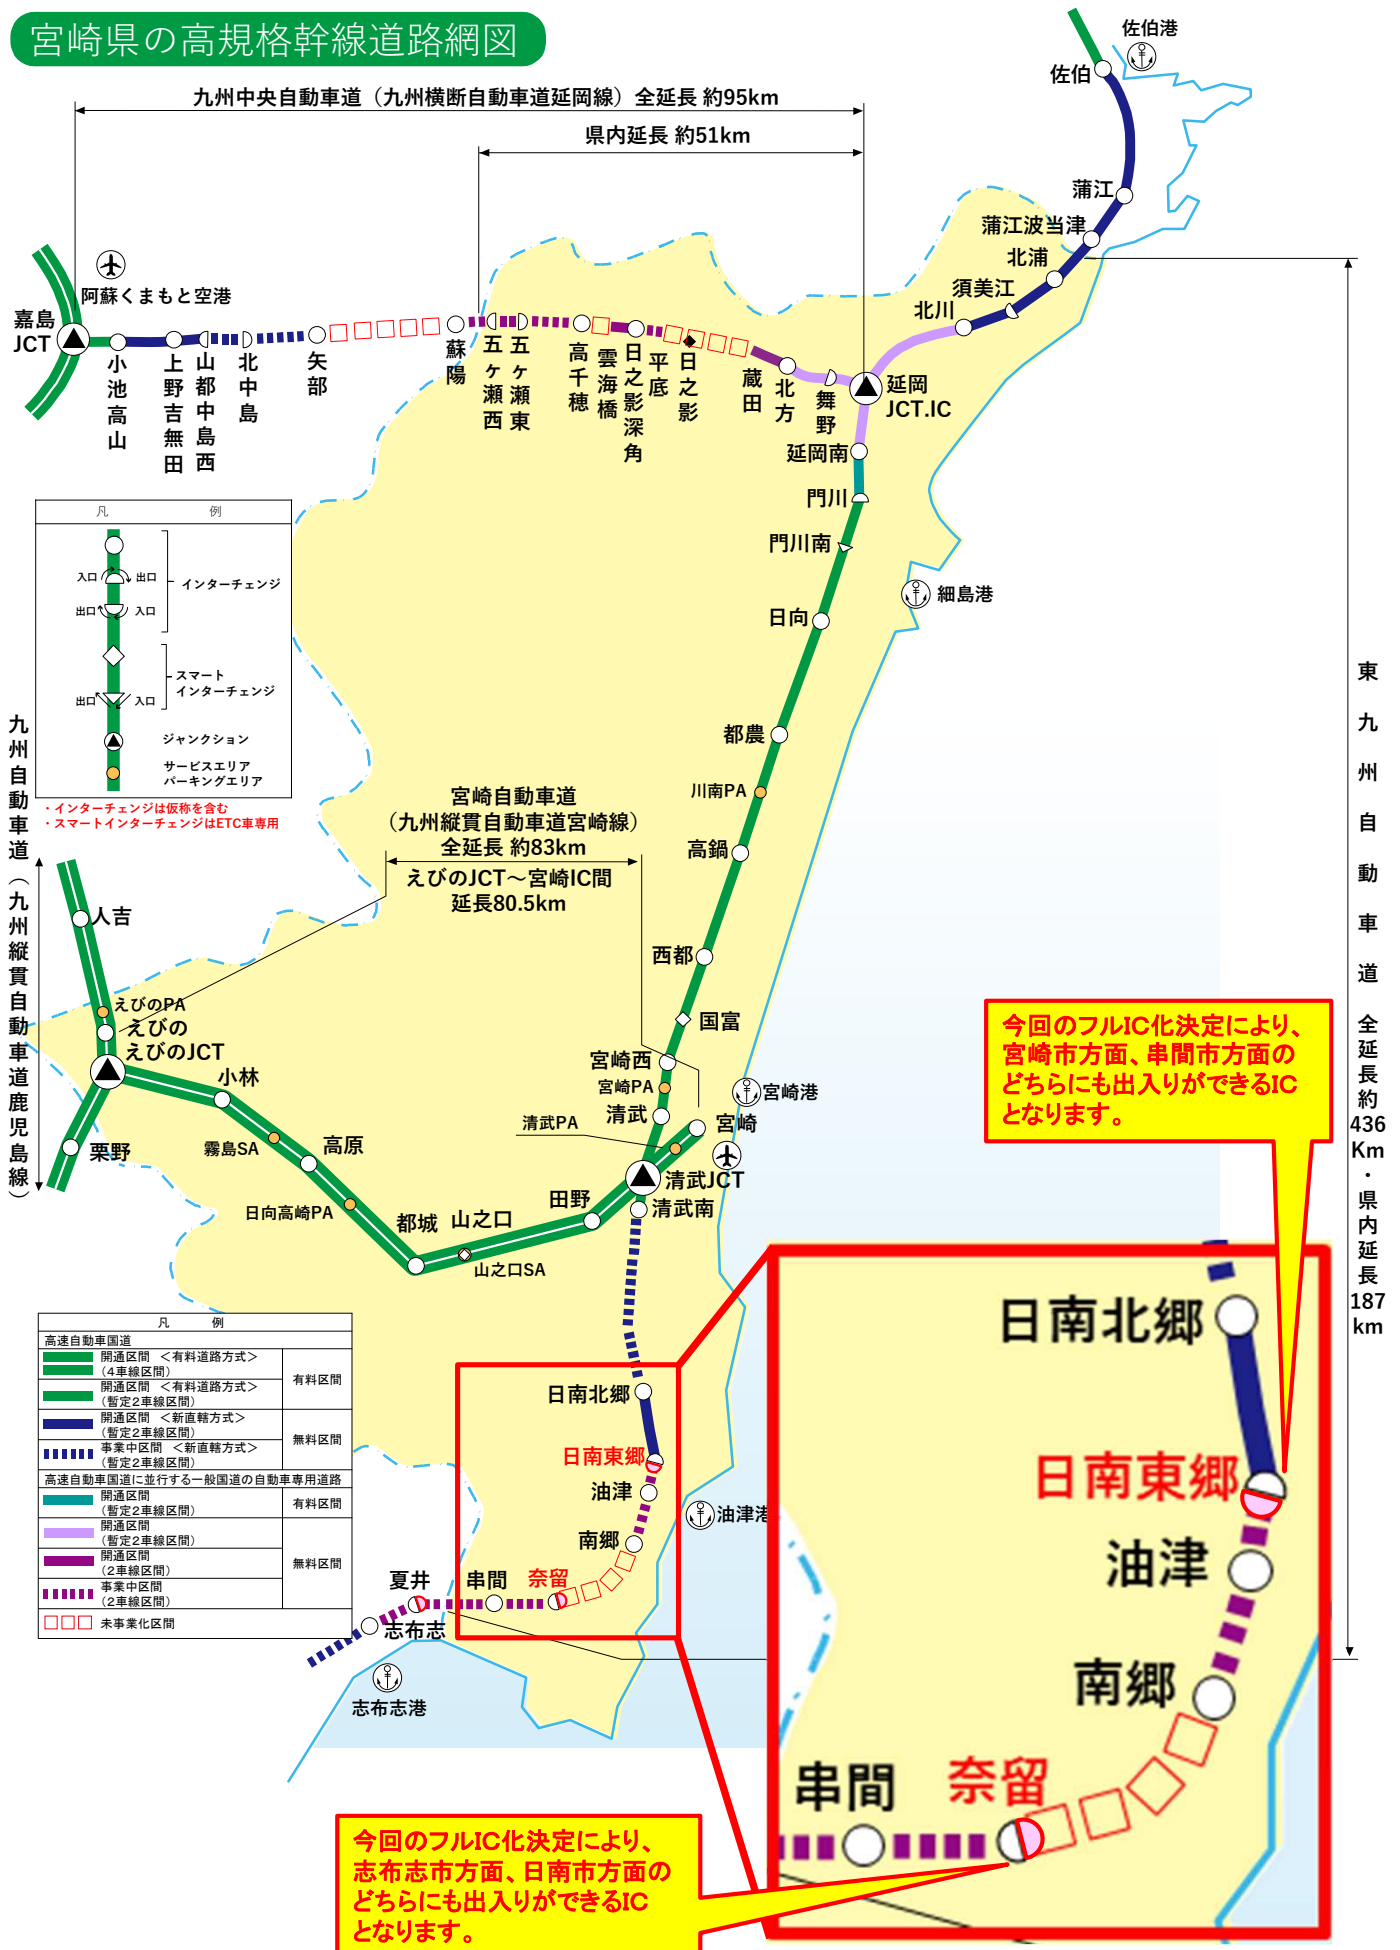 宮崎県の高規格幹線道路網図
九州中央自動車道（九州横断自動車道延岡線）全延長 約95km
県内延長 約51km
佐伯港
佐伯
蒲江
蒲江波当津
北浦
須美江
北川
阿蘇くまもと空港
嘉島
JCT
小池高山
上野吉無田
山都中島西
北中島
矢部
蘇陽
五ヶ瀬西
五ヶ瀬東
高千穂
雲海橋
日之影深角
平底
日之影
蔵田
北方
舞野
延岡
JCT.IC
延岡南
門川
門川南
日向
細島港
都農
川南PA
高鍋
西都
国富
宮崎西
宮崎PA
清武
宮崎港
宮崎
清武PA
清武JCT
清武南
田野
凡　例
入口
出口
インターチェンジ
出口
入口
スマート
インターチェンジ
出口
入口
ジャンクション
サービスエリア
パーキングエリア
・インターチェンジは仮称を含む
・スマートインターチェンジはETC車専用
宮崎自動車道
（九州縦貫自動車道宮崎線）
全延長 約83km
えびのJCT～宮崎IC間
延長80.5km
九州自動車道（九州縦貫自動車道鹿児島線）
人吉
えびのPA
えびの
えびのJCT
栗野
小林
霧島SA
高原
日向高崎PA
都城
山之口
山之口SA
東九州自動車道 全延長約436Km・県内延長187km
今回のフルIC化決定により、
宮崎市方面、串間市方面の
どちらにも出入りができるIC
となります。
凡　例
高速自動車国道
開通区間 ＜有料道路方式＞
(4車線区間)
有料区間
開通区間 ＜有料道路方式＞
(暫定2車線区間)
開通区間 ＜新直轄方式＞
(暫定2車線区間)
無料区間
事業中区間 ＜新直轄方式＞
(暫定2車線区間)
高速自動車国道に並行する一般国道の自動車専用道路
開通区間
(暫定2車線区間)
有料区間
開通区間
(暫定2車線区間)
開通区間
(2車線区間)
無料区間
事業中区間
(2車線区間)
未事業化区間
日南北郷
日南東郷
油津
南郷
油津港
奈留
串間
夏井
志布志
志布志港
日南北郷
日南東郷
油津
南郷
串間
奈留
今回のフルIC化決定により、
志布志市方面、日南市方面の
どちらにも出入りができるIC
となります。